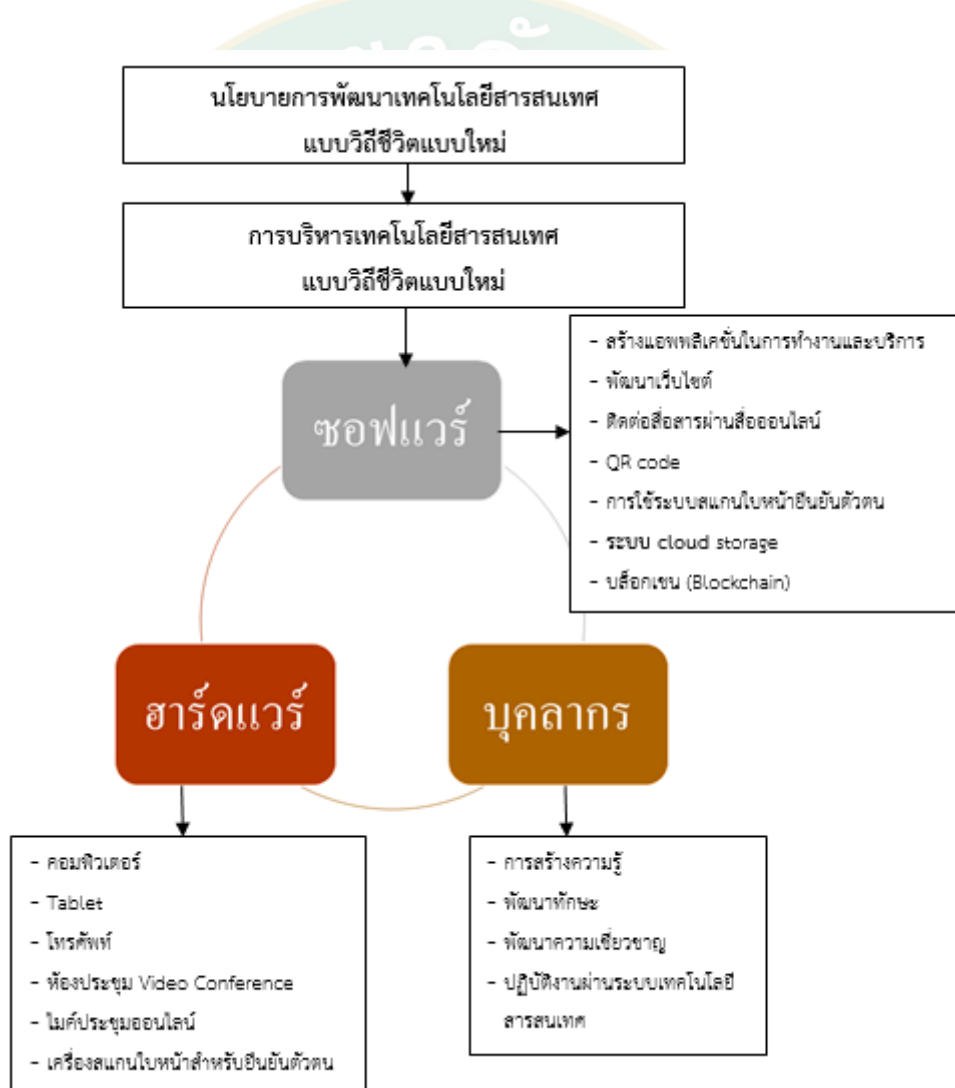 นโยบายการพัฒนาเทคโนโลยีสารสนเทศ
แบบวิถีชีวิตแบบใหม่
การบริหารเทคโนโลยีสารสนเทศ
แบบวิถีชีวิตแบบใหม่
ซอฟแวร์
- สร้างแอพพลิเคชั่นในการทำงานและบริการ
- พัฒนาเว็บไซต์
- ติดต่อสื่อสารผ่านสื่อออนไลน์
- QR code
- การใช้ระบบสแกนใบหน้ายืนยันตัวตน
- ระบบ cloud storage
- บล็อกเชน (Blockchain)
ฮาร์ดแวร์
บุคลากร
- คอมพิวเตอร์
- Tablet
- โทรศัพท์
- ห้องประชุม Video Conference
- ไมค์ประชุมออนไลน์
- เครื่องสแกนใบหน้าสำหรับยืนยันตัวตน
- การสร้างความรู้
- พัฒนาทักษะ
- พัฒนาความเชี่ยวชาญ
- ปฏิบัติงานผ่านระบบเทคโนโลยี
สารสนเทศ